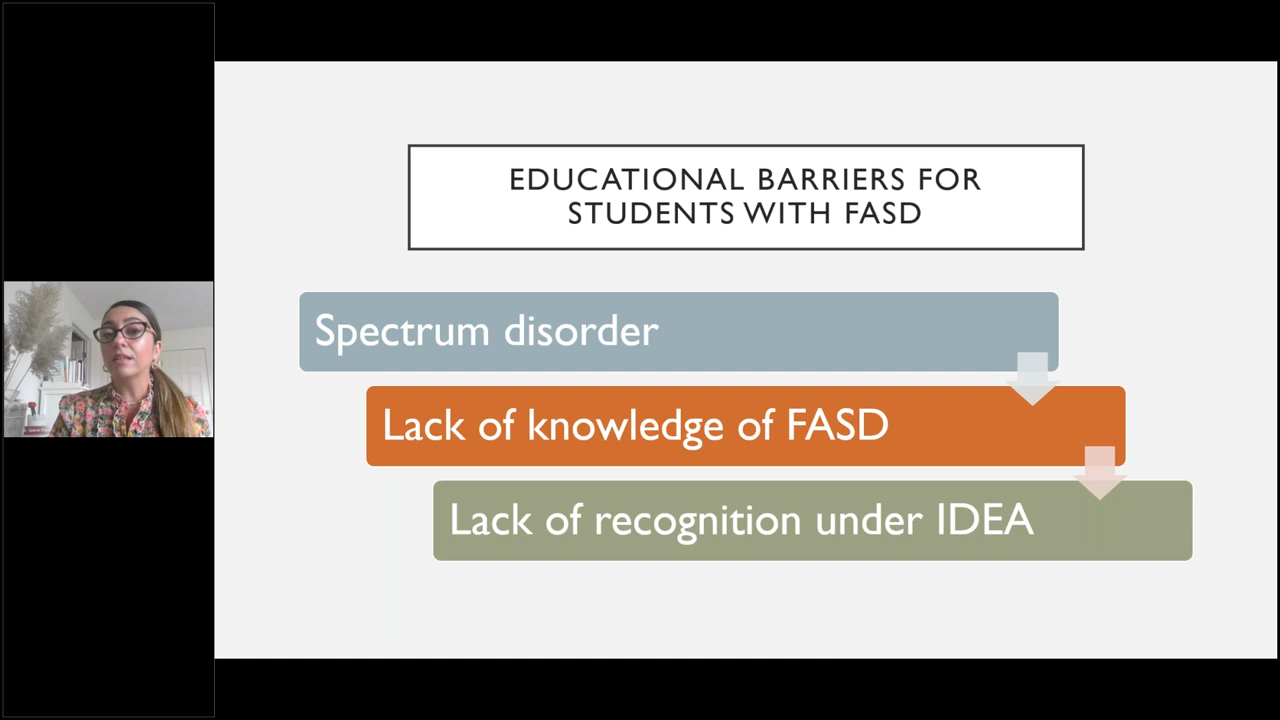 EDUCATIONAL BARRIERS FOR
STUDENTS WITH FASD
Spectrum disorder
Lack of knowledge of FASD
Lack of recognition under IDEA